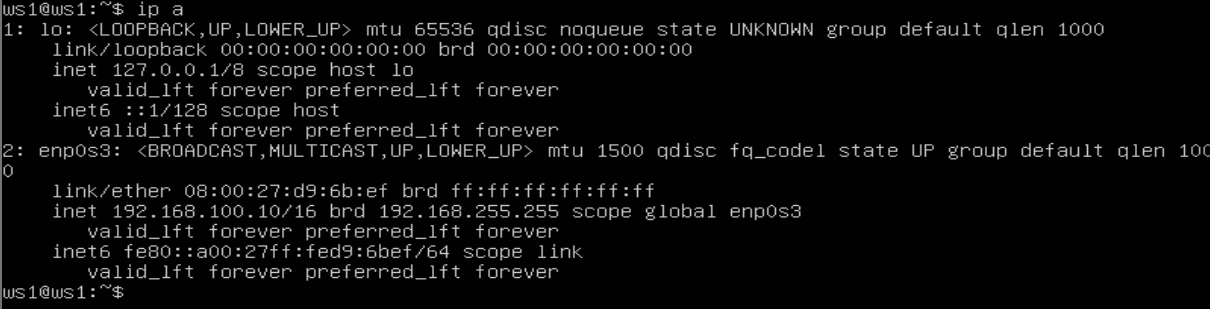 ws1@ws1:~$ ip a
1: lo: <LOOPBACK,UP,LOWER_UP> mtu 65536 qdisc noqueue state UNKNOWN group default qlen 1000
    link/loopback 00:00:00:00:00:00 brd 00:00:00:00:00:00
    inet 127.0.0.1/8 scope host lo
       valid_lft forever preferred_lft forever
    inet6 ::1/128 scope host
       valid_lft forever preferred_lft forever
2: enp0s3: <BROADCAST,MULTICAST,UP,LOWER_UP> mtu 1500 qdisc fq_codel state UP group default qlen 100
0
    link/ether 08:00:27:d9:6b:ef brd ff:ff:ff:ff:ff:ff
    inet 192.168.100.10/16 brd 192.168.255.255 scope global enp0s3
       valid_lft forever preferred_lft forever
    inet6 fe80::a00:27ff:fed9:6bef/64 scope link
       valid_lft forever preferred_lft forever
ws1@ws1:~$